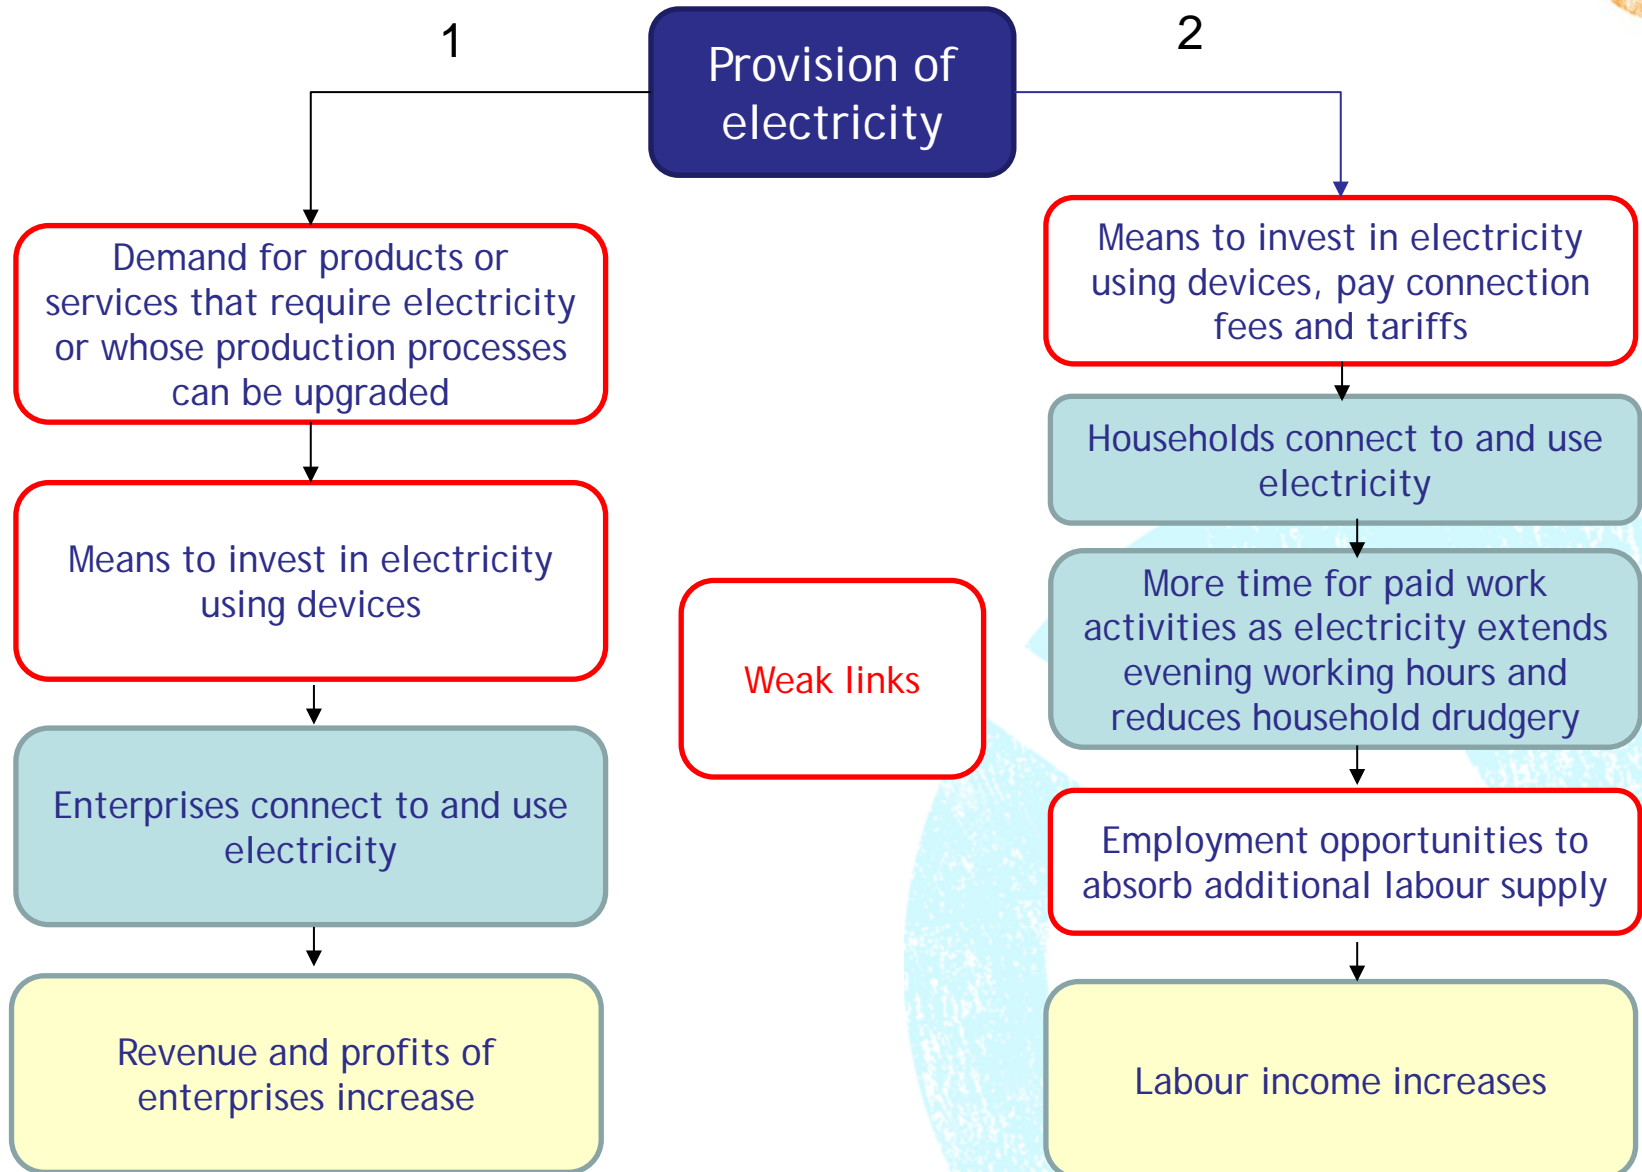 1
Provision of
electricity
2
Demand for products or
services that require electricity
or whose production processes
can be upgraded
Means to invest in electricity
using devices
Enterprises connect to and use
electricity
Revenue and profits of
enterprises increase
Weak links
Means to invest in electricity
using devices, pay connection
fees and tariffs
Households connect to and use
electricity
More time for paid work
activities as electricity extends
evening working hours and
reduces household drudgery
Employment opportunities to
absorb additional labour supply
Labour income increases